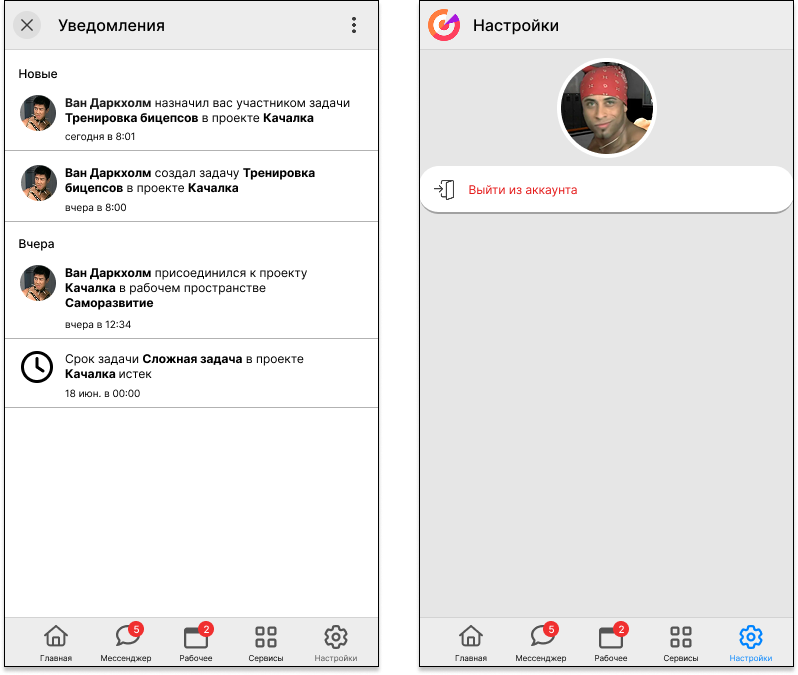 Уведомления
Новые
Ван Даркхолм назначил вас участником задачи
Тренировка бицепсов в проекте Качалка
сегодня в 8:01
Ван Даркхолм создал задачу Тренировка
бицепсов в проекте Качалка
вчера в 8:00
Вчера
Ван Даркхолм присоединился к проекту
Качалка в рабочем пространстве
Саморазвитие
вчера в 12:34
Срок задачи Сложная задача в проекте
Качалка истек
18 июн. в 00:00
5
2
Главная
Мессенджер
Рабочее
Сервисы
Настройки
Настройки
Выйти из аккаунта
5
2
Главная
Мессенджер
Рабочее
Сервисы
Настройки